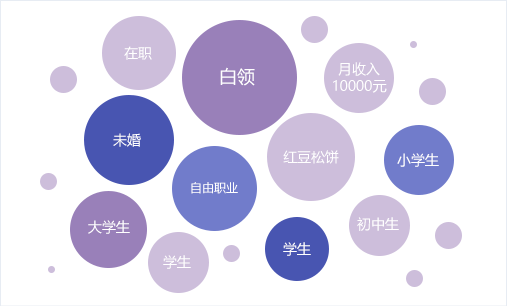 在职
白领
月收入
10000元
未婚
红豆松饼
小学生
自由职业
大学生
初中生
学生
学生